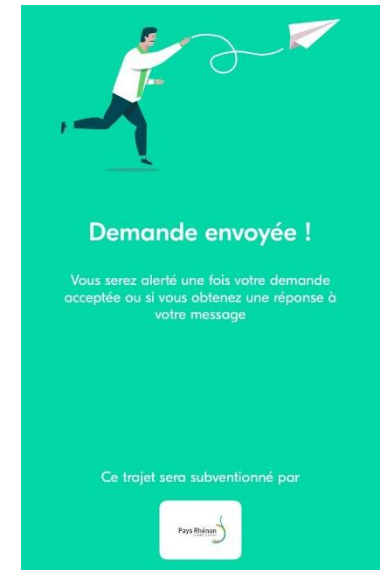 Demande envoyée !
Vous serez alerté une fois votre demande
acceptée ou si vous obtenez une réponse à
votre message
Ce trajet sera subventionné par
Pays Rhénan